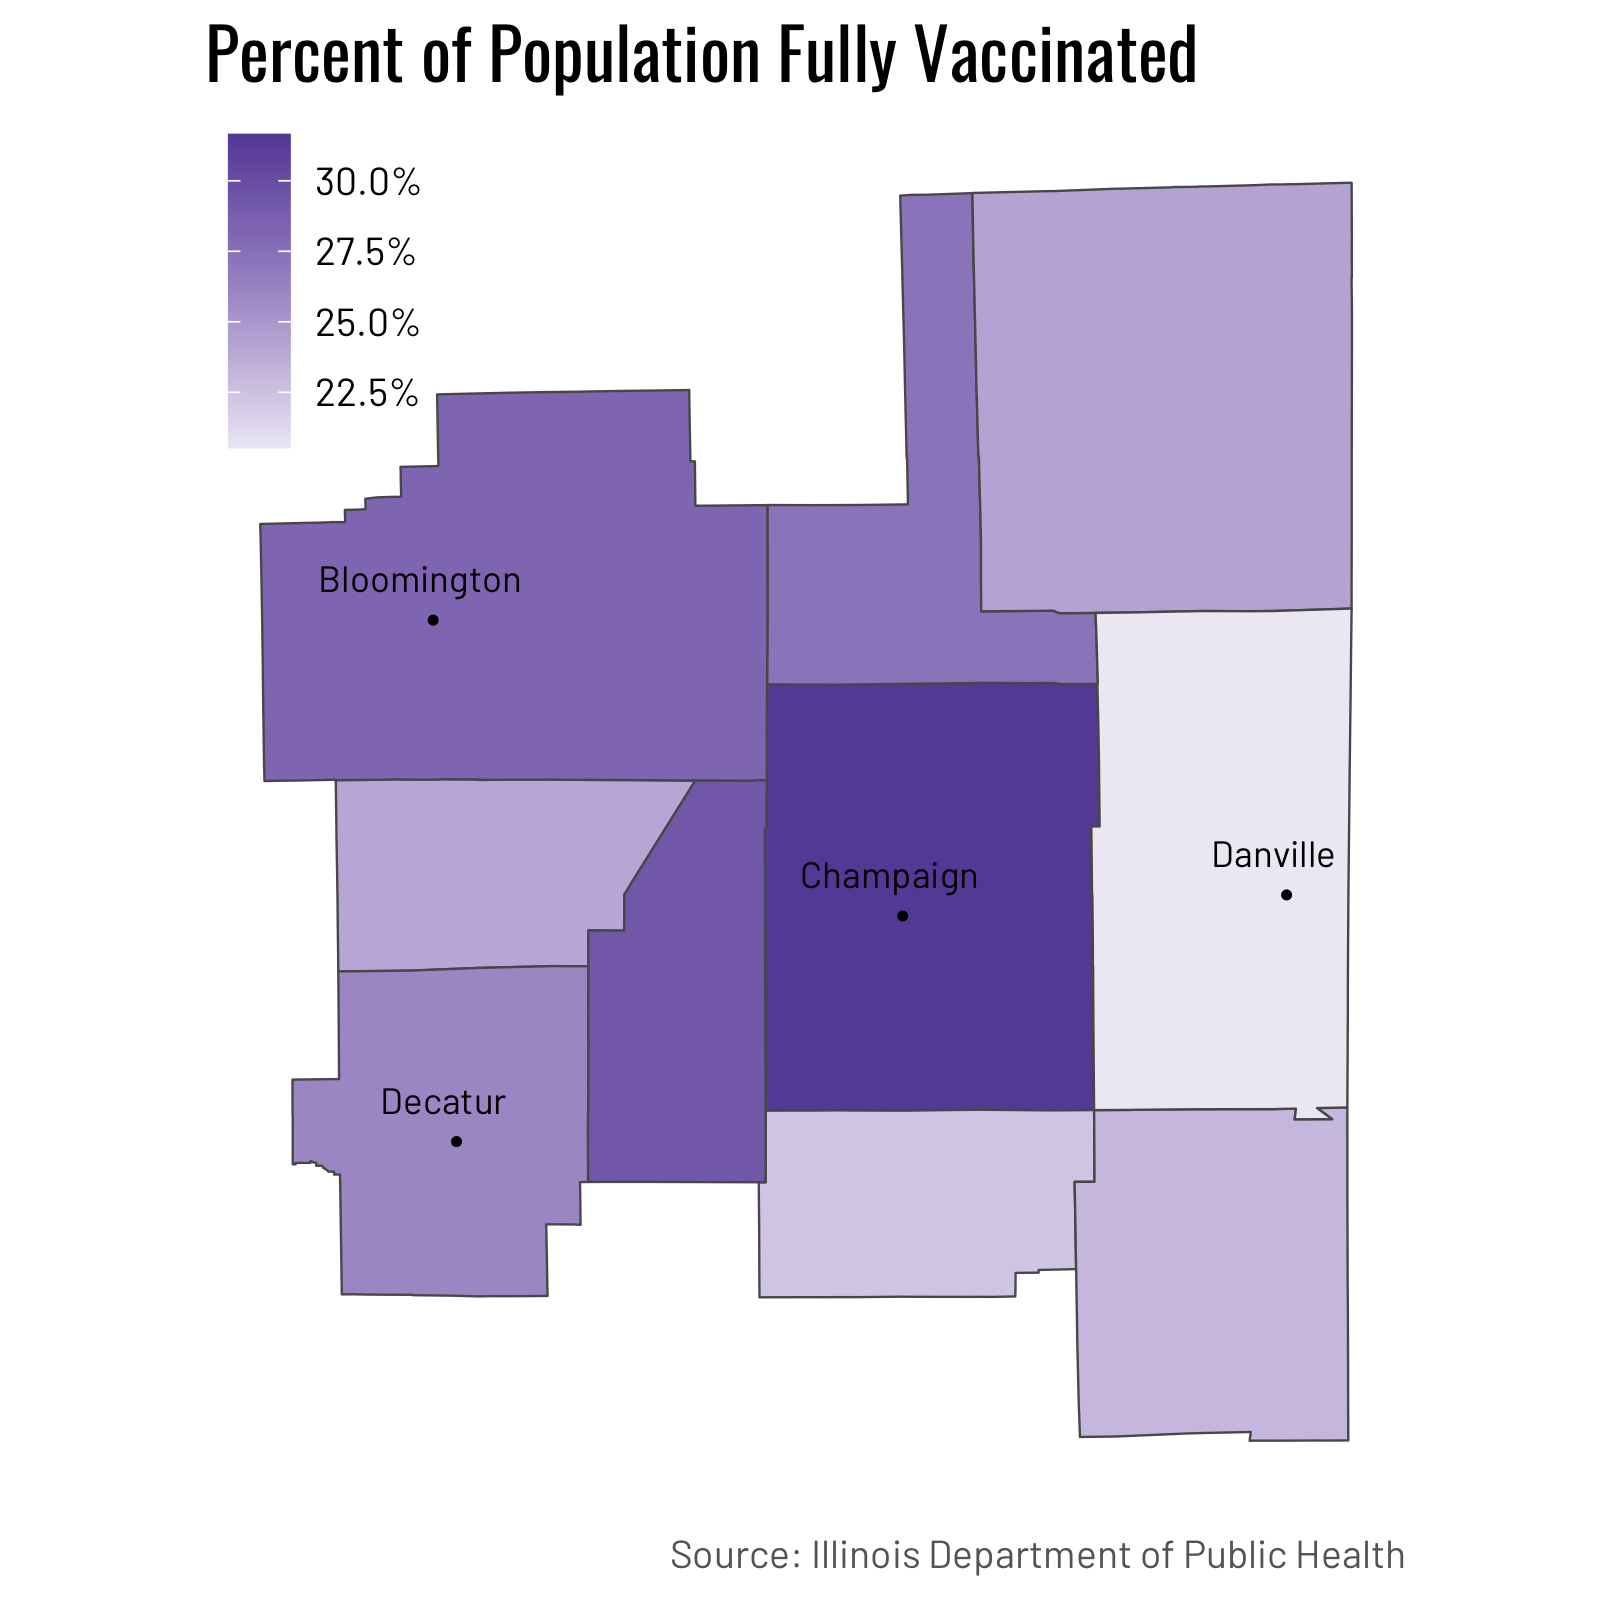 Percent of Population Fully Vaccinated
30.0%
27.5%
25.0%
22.5%
Bloomington
Champaign
Danville
Decatur
Source: Illinois Department of Public Health